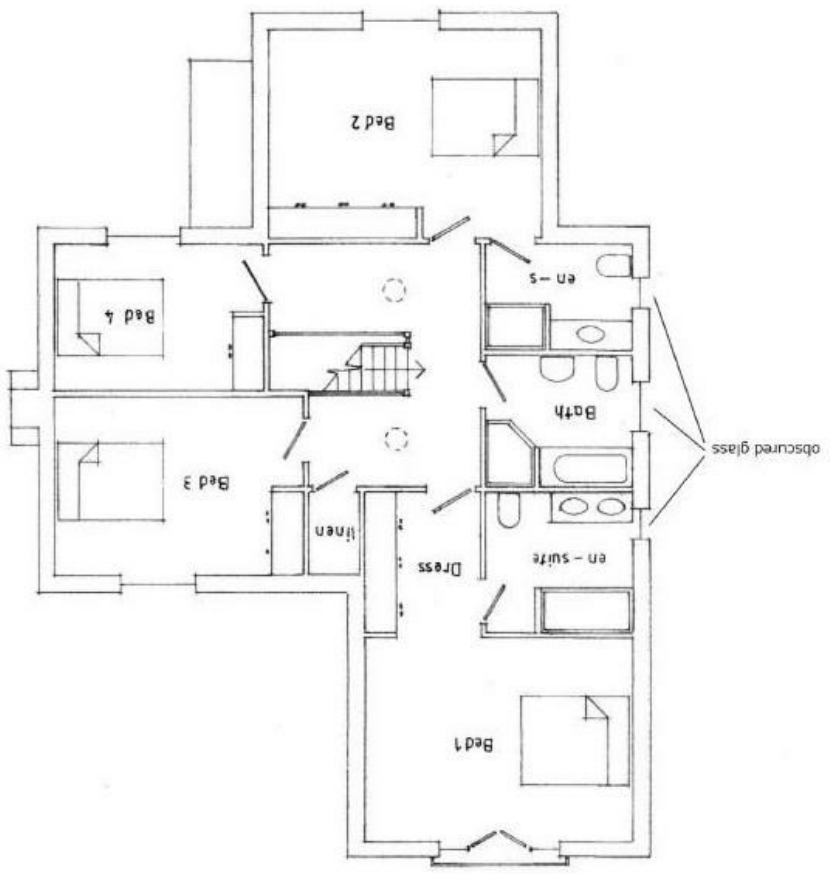 Bed 1
en-suite
Dress
linen
Bed 3
obscured glass
Bath
Bed 4
en-s
Bed 2